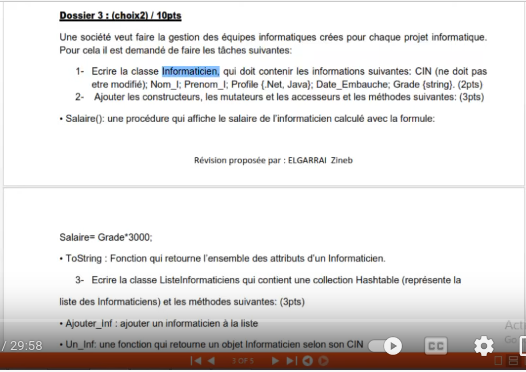 Dossier 3 : (choix2) / 10pts
Une société veut faire la gestion des équipes informatiques crées pour chaque projet informatique.
Pour cela il est demandé de faire les tâches suivantes:
1- Ecrire la classe Informaticien, qui doit contenir les informations suivantes: CIN (ne doit pas
etre modifié); Nom_I; Prenom_I; Profile {.Net, Java}; Date_Embauche; Grade {string}. (2pts)
2- Ajouter les constructeurs, les mutateurs et les accesseurs et les méthodes suivantes: (3pts)
• Salaire(): une procédure qui affiche le salaire de l'informaticien calculé avec la formule:
Révision proposée par : ELGARRAI Zineb
Salaire= Grade*3000;
• ToString : Fonction qui retourne l'ensemble des attributs d'un Informaticien.
3- Ecrire la classe ListeInformaticiens qui contient une collection Hashtable (représente la
liste des Informaticiens) et les méthodes suivantes: (3pts)
• Ajouter_Inf : ajouter un informaticien à la liste
Acti
/ 29:58
• Un_Inf: une fonction qui retourne un objet Informaticien selon son CIN
CC
Go
3 OF 5